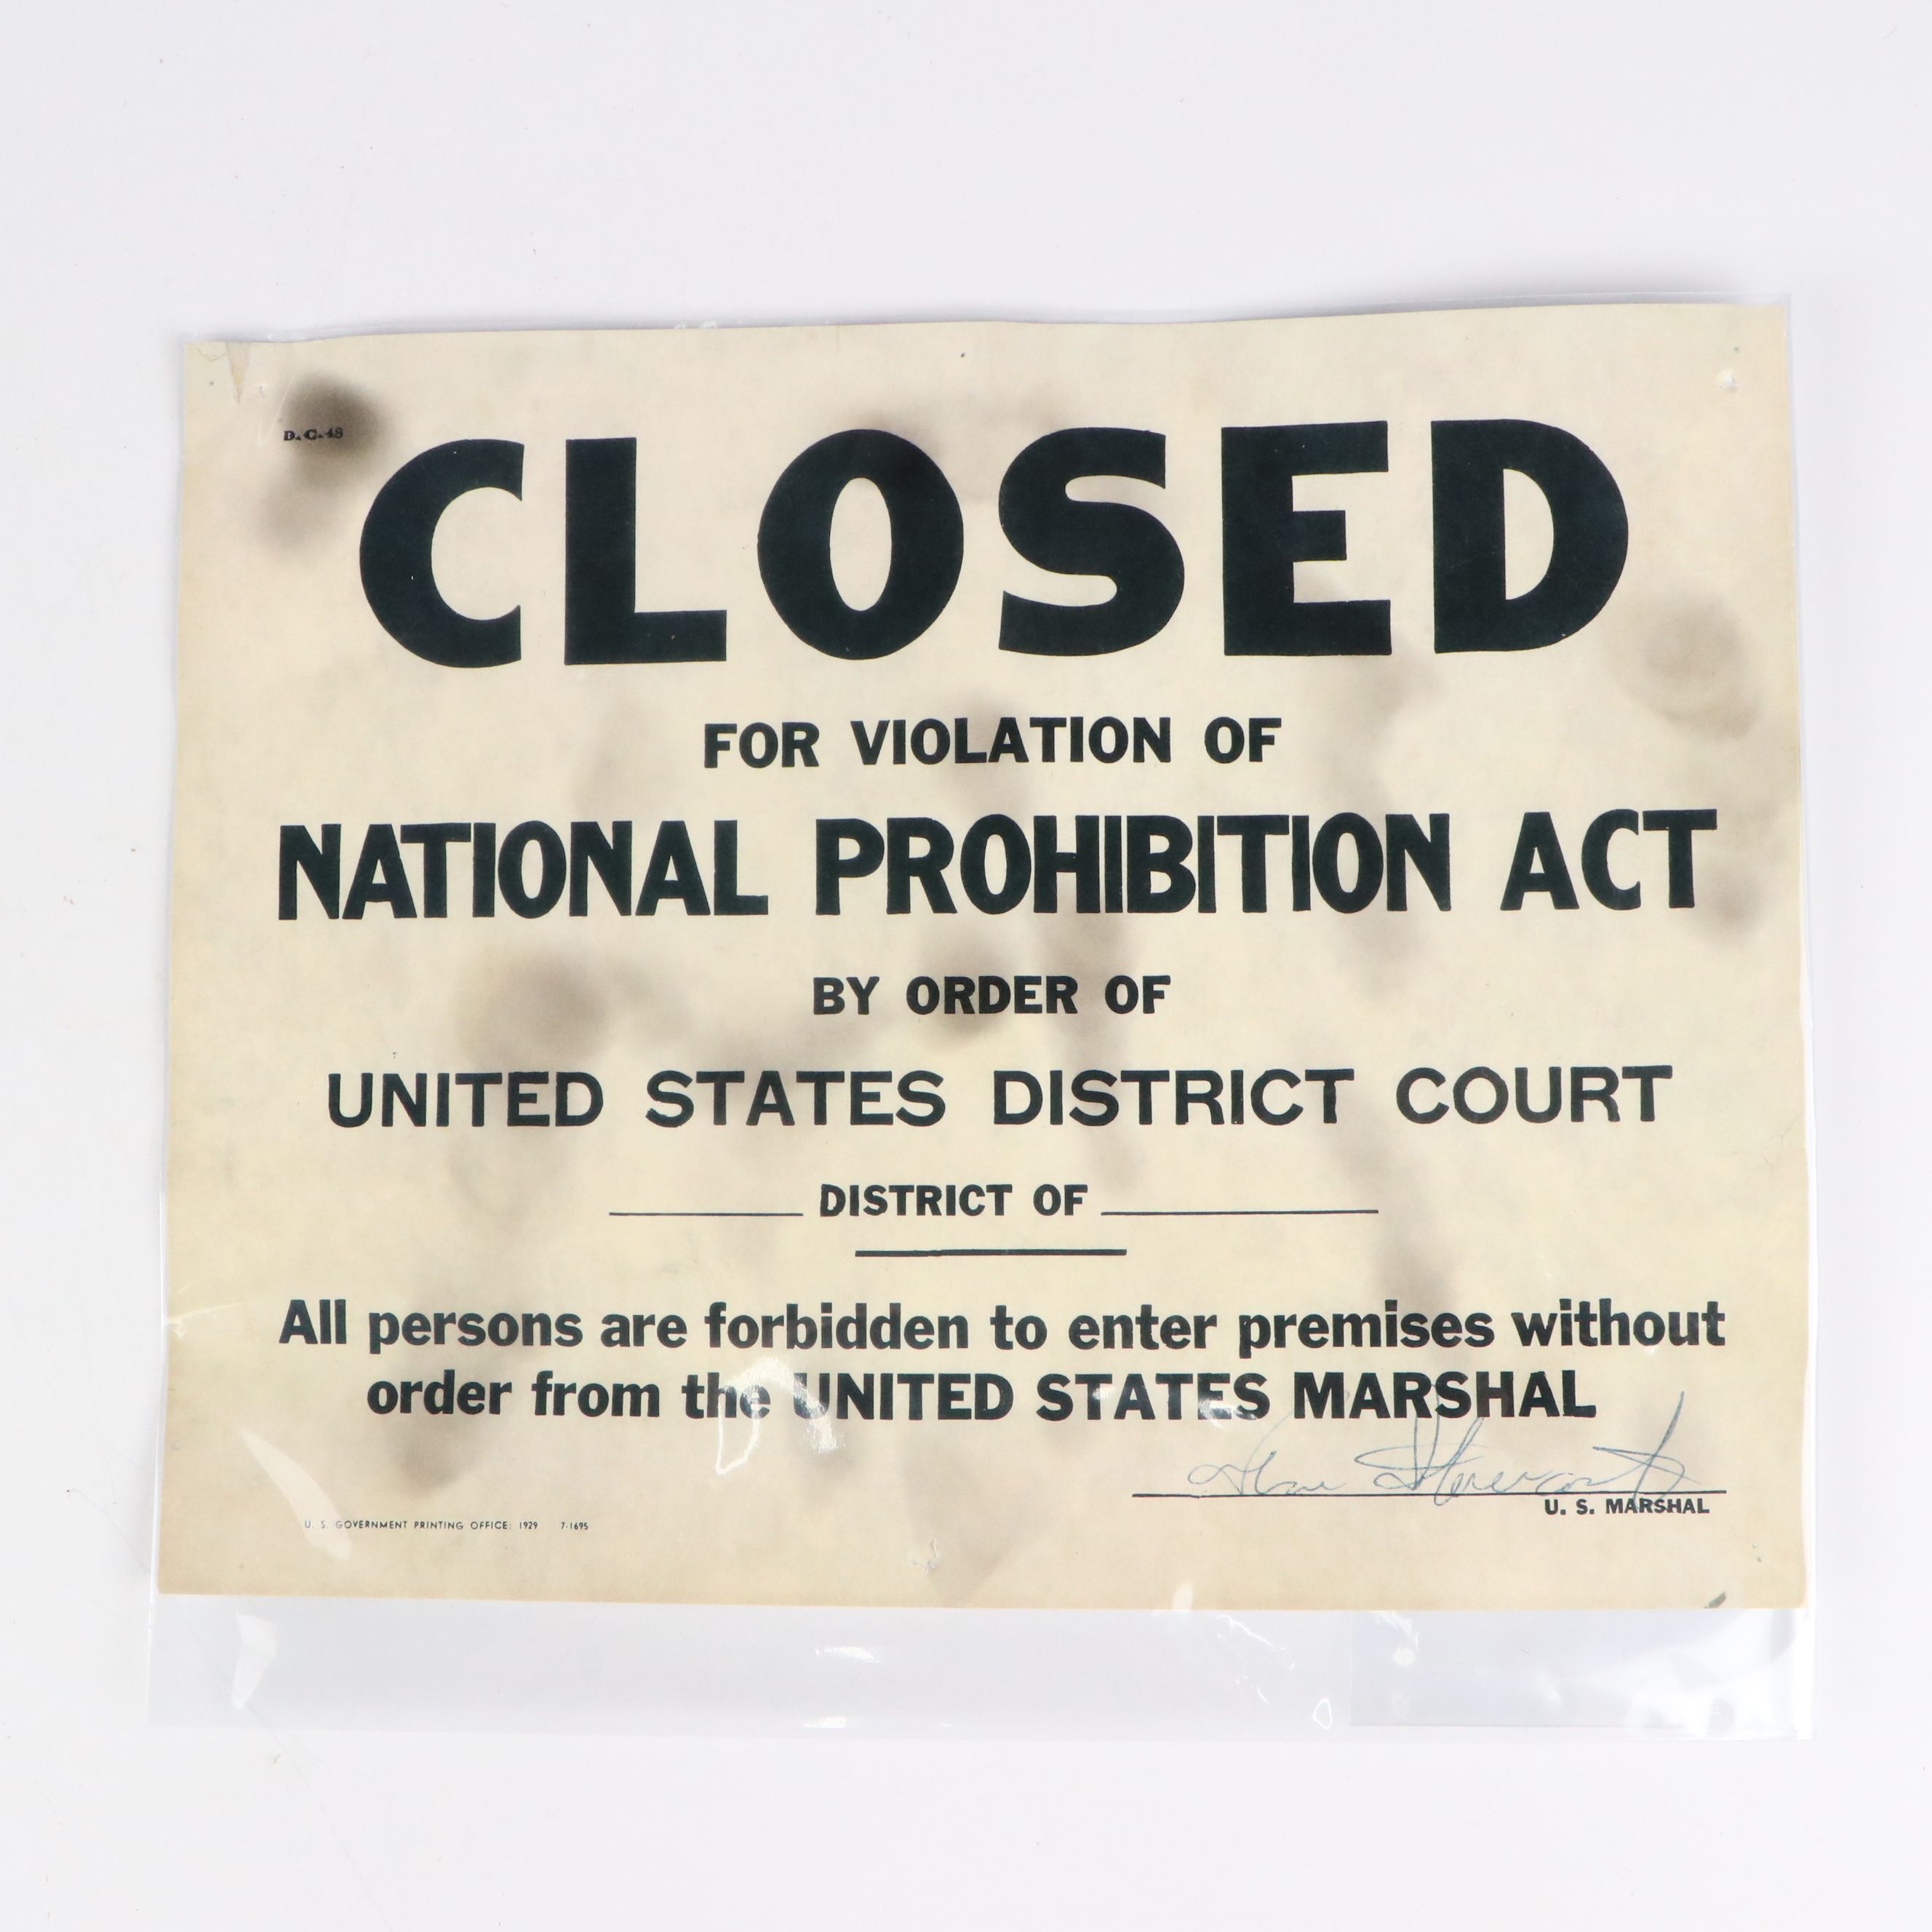 D.C.48
CLOSED
FOR VIOLATION OF
NATIONAL PROHIBITION ACT
BY ORDER OF
UNITED STATES DISTRICT COURT
DISTRICT OF
All persons are forbidden to enter premises without
order from the UNITED STATES MARSHAL
U. S. MARSHAL
U. S. GOVERNMENT PRINTING OFFICE: 1929 7-1695